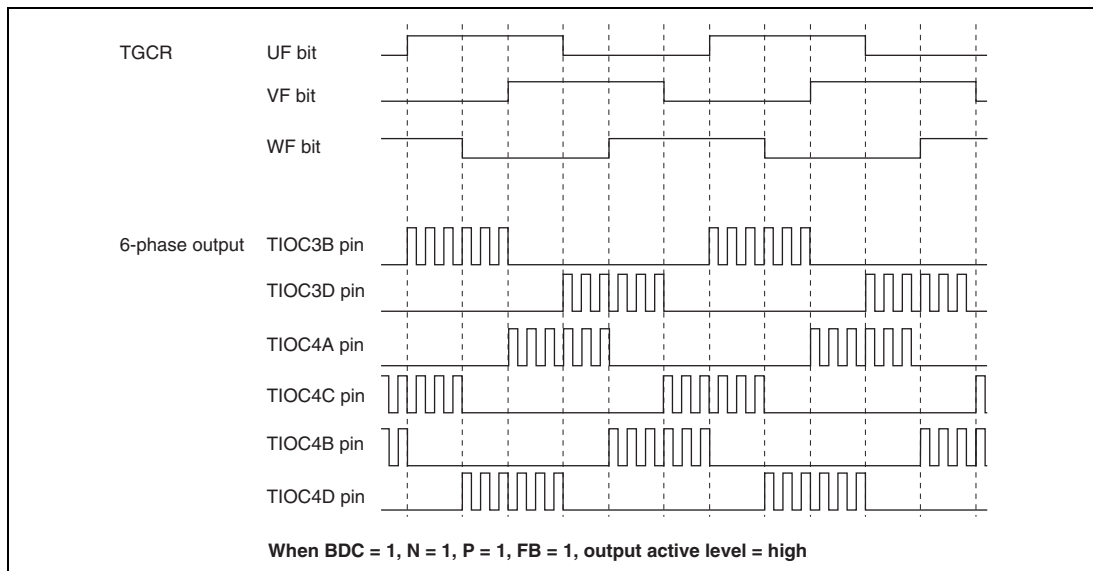 TGCR UF bit
VF bit
WF bit
6-phase output TIOC3B pin
TIOC3D pin
TIOC4A pin
TIOC4C pin
TIOC4B pin
TIOC4D pin
When BDC = 1, N = 1, P = 1, FB = 1, output active level = high